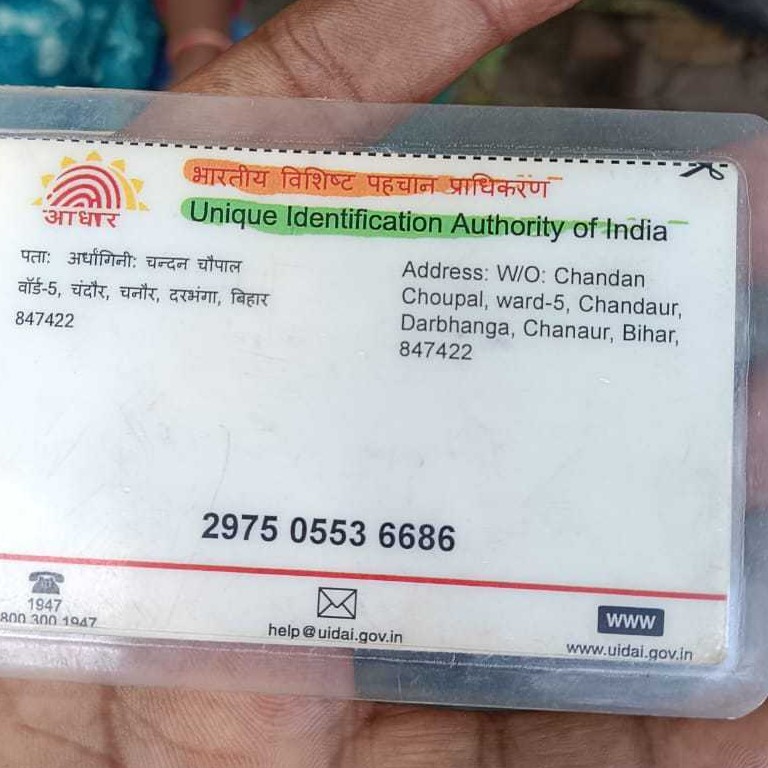 भारतीय विशिष्ट पहचान प्राधिकरण
Unique Identification Authority of India
आधार
पता: अर्धांगिनी: चन्दन चौपाल
वॉर्ड-5, चंदौर, चनौर, दरभंगा, बिहार
847422
Address: W/O: Chandan
Choupal, ward-5, Chandaur,
Darbhanga, Chanaur, Bihar,
847422
2975 0553 6686
1947
800 300 1947
help@uidai.gov.in
WWW
www.uidai.gov.in